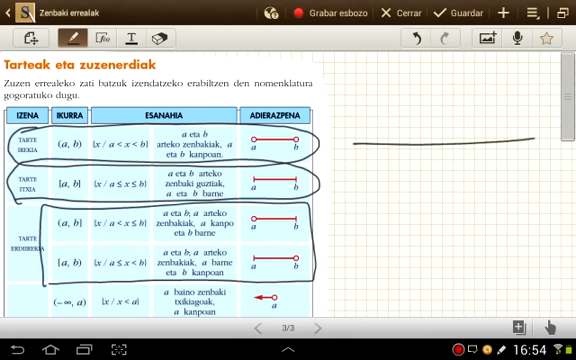 Zenbaki errealak
Grabar esbozo
Cerrar
Guardar
Tarteak eta zuzenerdiak
Zuzen errealeko zati batzuk izendatzeko erabiltzen den nomenklatura
gogoratuko dugu.
IZENA IKURRA ESANAHIA ADIERAZPENA
TARTE
IREKIA
(a, b)
{x / a < x < b}
a eta b
arteko zenbakiak, a
eta b kanpoan.
a b
TARTE
ITXIA
[a, b]
{x / a ≤ x ≤ b}
a eta b arteko
zenbaki guztiak,
a eta b barne
a b
TARTE
ERDIIREKIA
(a, b]
{x / a < x ≤ b}
a eta b; a arteko
zenbakiak, a kanpo
eta b barne
a b
[a, b)
{x / a ≤ x < b}
a eta b; a arteko
zenbakiak, a barne
eta b kanpoan
a b
(–∞, a)
{x / x < a}
a baino zenbaki
txikiagoak,
a kanpoan
a
3/3
16:54